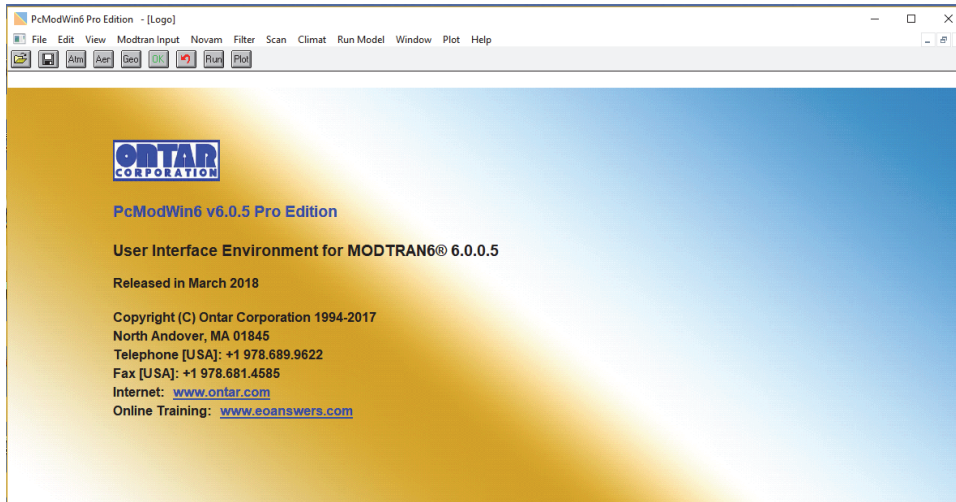 PcModWin6 Pro Edition - [Logo]
File Edit View Modtran Input Novam Filter Scan Climat Run Model Window Plot Help
Atm Aer Geo OK Run Plot
ONTAR
CORPORATION
PcModWin6 v6.0.5 Pro Edition
User Interface Environment for MODTRAN6® 6.0.0.5
Released in March 2018
Copyright (C) Ontar Corporation 1994-2017
North Andover, MA 01845
Telephone [USA]: +1 978.689.9622
Fax [USA]: +1 978.681.4585
Internet: www.ontar.com
Online Training: www.eoanswers.com